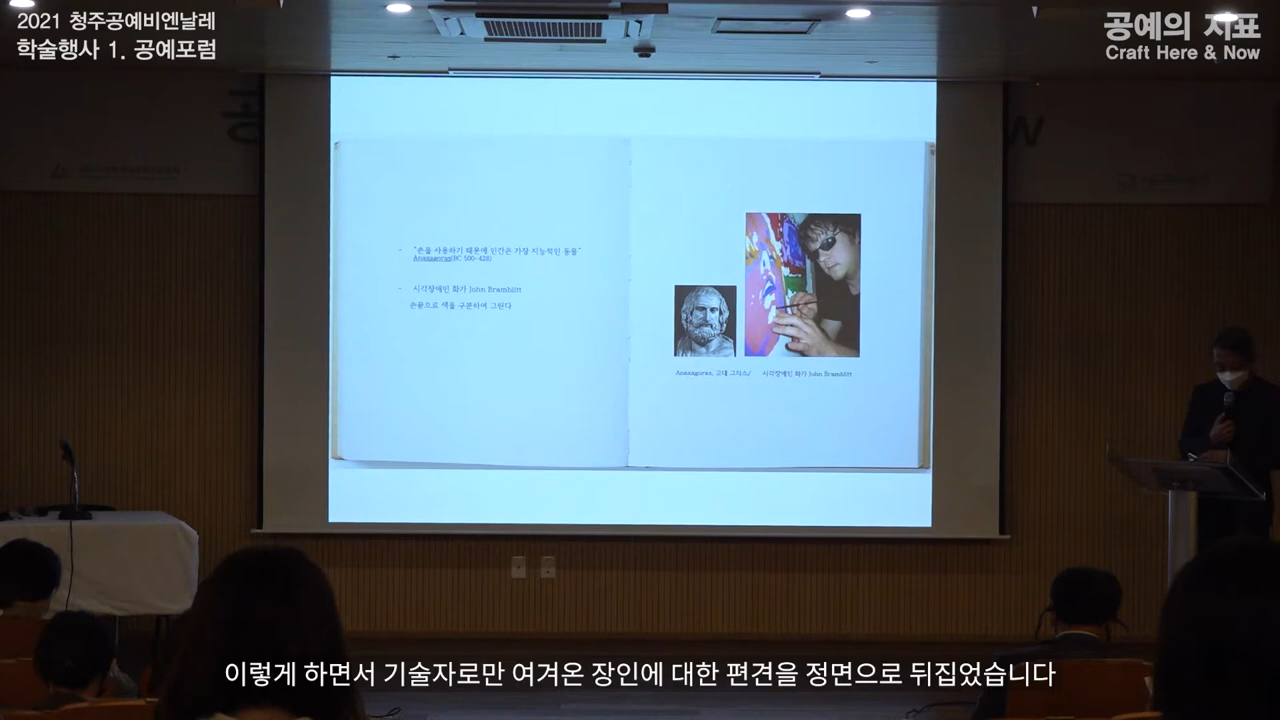 2021 청주공예비엔날레
학술행사 1. 공예포럼
공예의 지표
Craft Here & Now
- "손을 사용하기 때문에 인간은 가장 지능적인 동물"
Anaxagoras(BC 500-428)
- 시각장애인 화가 John Bramblitt
손끝으로 색을 구분하여 그린다
Anaxagoras, 고대 그리스/ 시각장애인 화가 John Bramblitt
이렇게 하면서 기술자로만 여겨온 장인에 대한 편견을 정면으로 뒤집었습니다